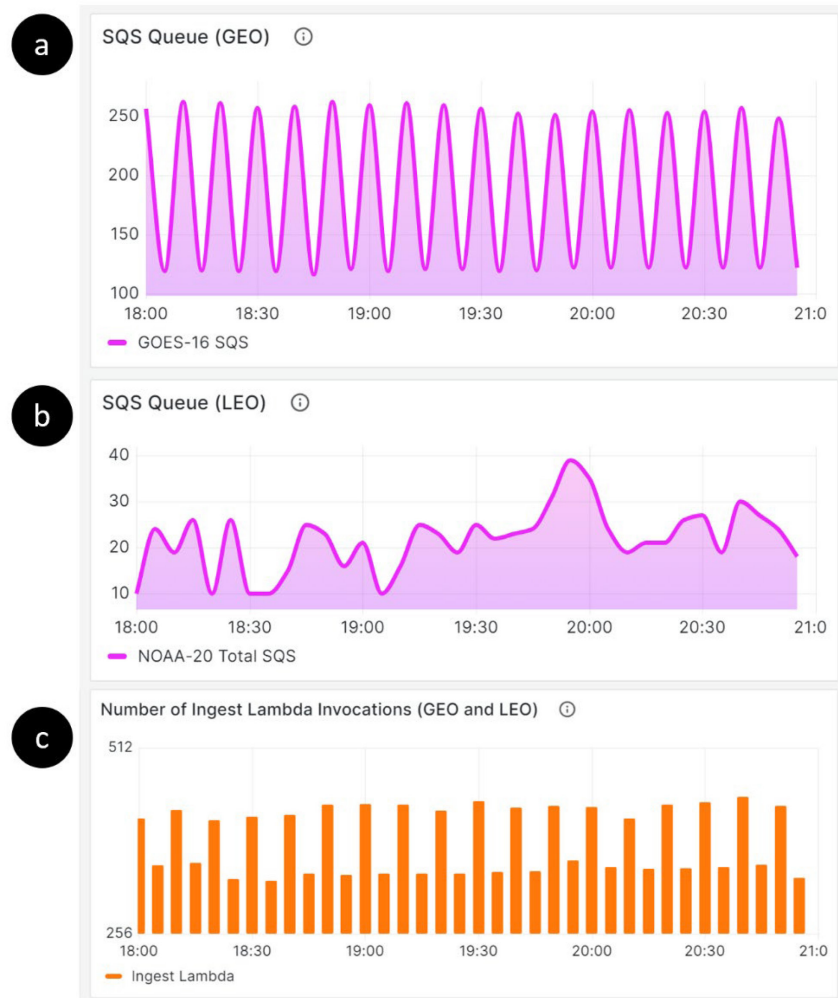 a
SQS Queue (GEO)
250
200
150
100
18:00 18:30 19:00 19:30 20:00 20:30 21:0
GOES-16 SQS
b
SQS Queue (LEO)
40
30
20
10
18:00 18:30 19:00 19:30 20:00 20:30 21:0
NOAA-20 Total SQS
c
Number of Ingest Lambda Invocations (GEO and LEO)
512
256
18:00 18:30 19:00 19:30 20:00 20:30 21:0
Ingest Lambda